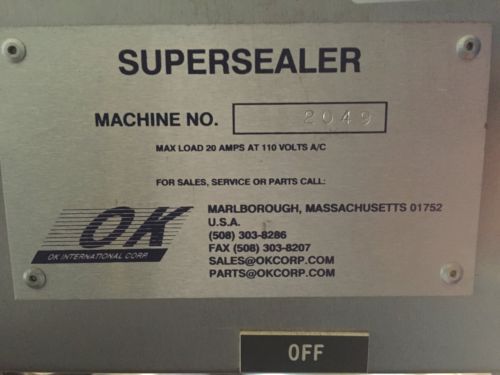 SUPERSEALER
MACHINE NO. 2049
MAX LOAD 20 AMPS AT 110 VOLTS A/C
FOR SALES, SERVICE OR PARTS CALL:
OK
OK INTERNATIONAL CORP.
MARLBOROUGH, MASSACHUSETTS 01752
U.S.A.
(508) 303-8286
FAX (508) 303-8207
SALES@OKCORP.COM
PARTS@OKCORP.COM
OFF